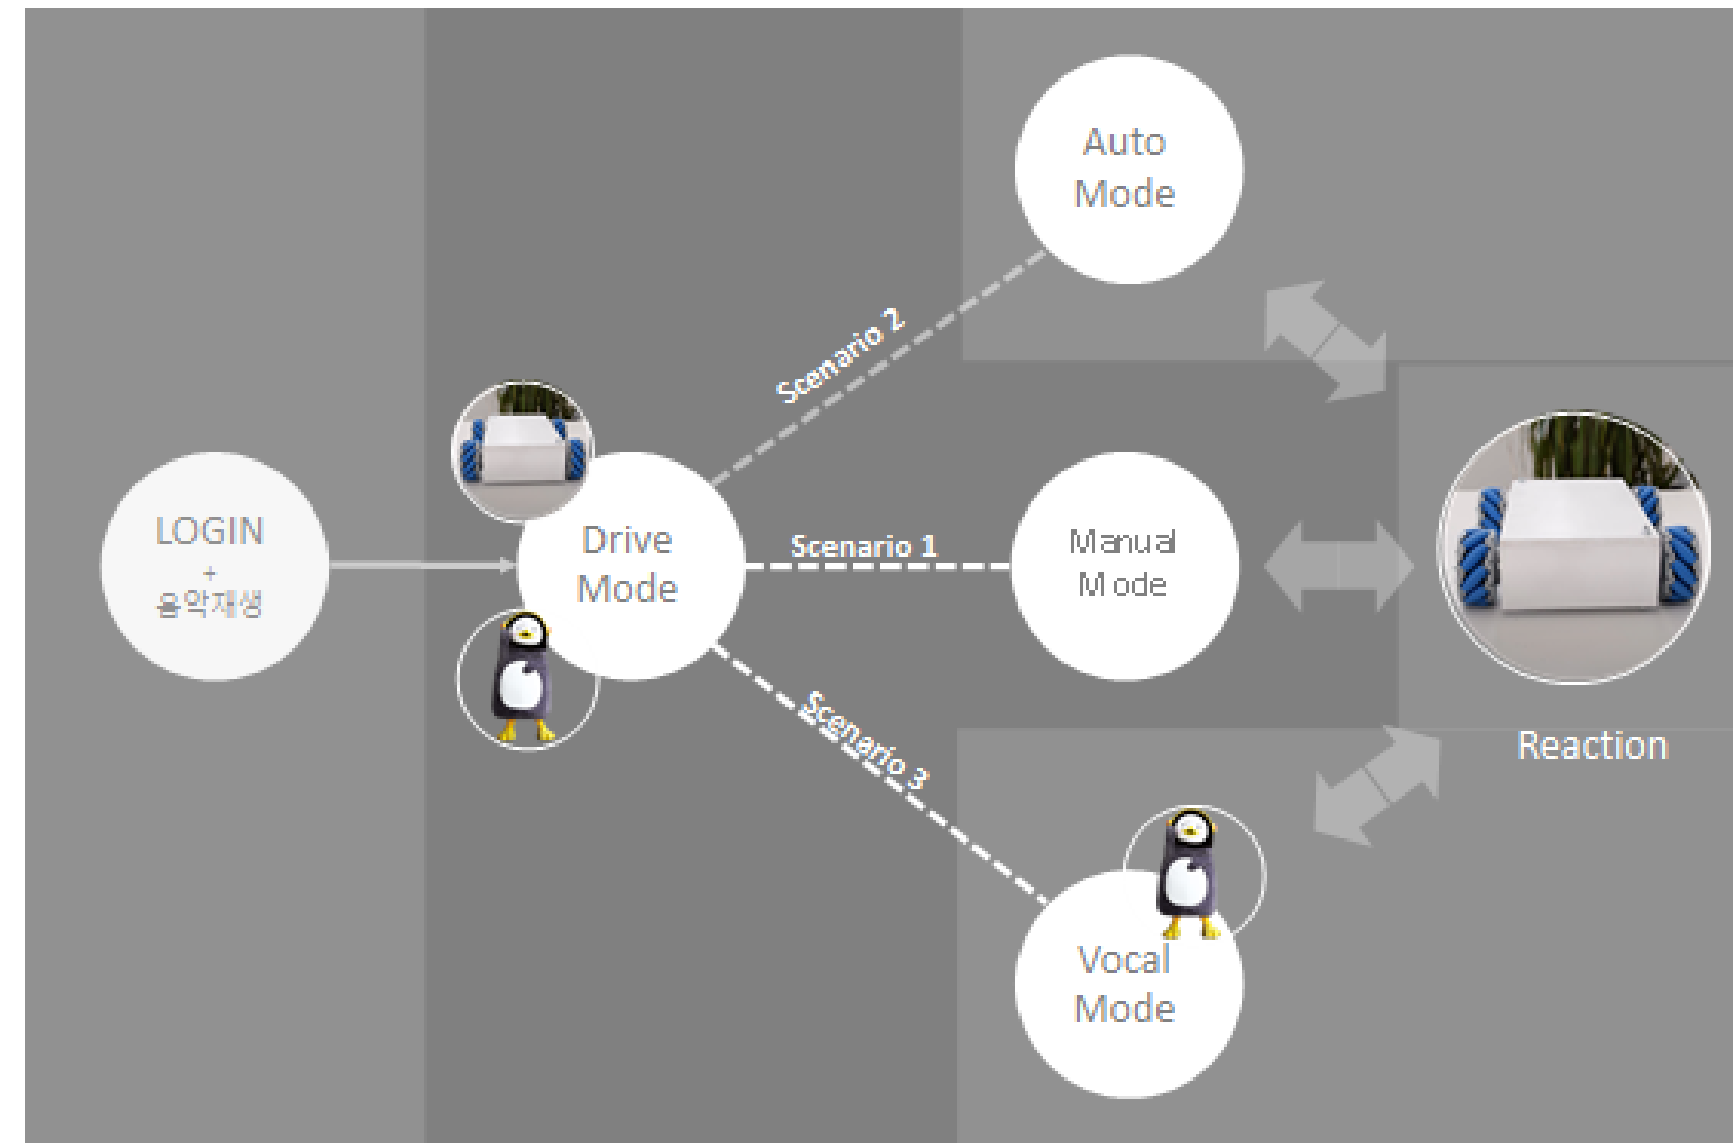 LOGIN
+
음악재생
Drive
Mode
Scenario 2
Scenario 1
Scenario 3
Auto
Mode
Manual
Mode
Vocal
Mode
Reaction